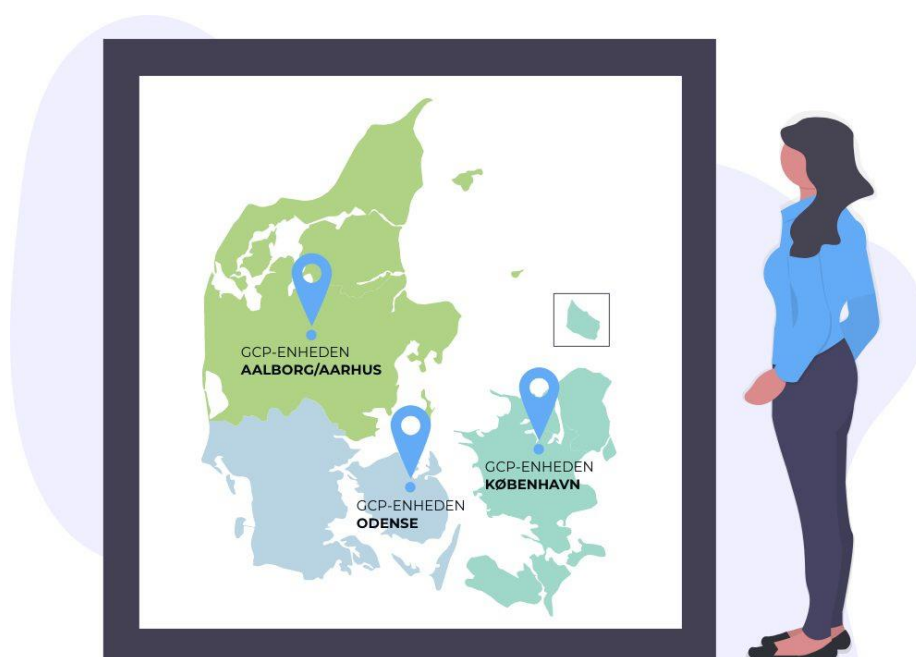 GCP-ENHEDEN
AALBORG/AARHUS
GCP-ENHEDEN
KØBENHAVN
GCP-ENHEDEN
ODENSE